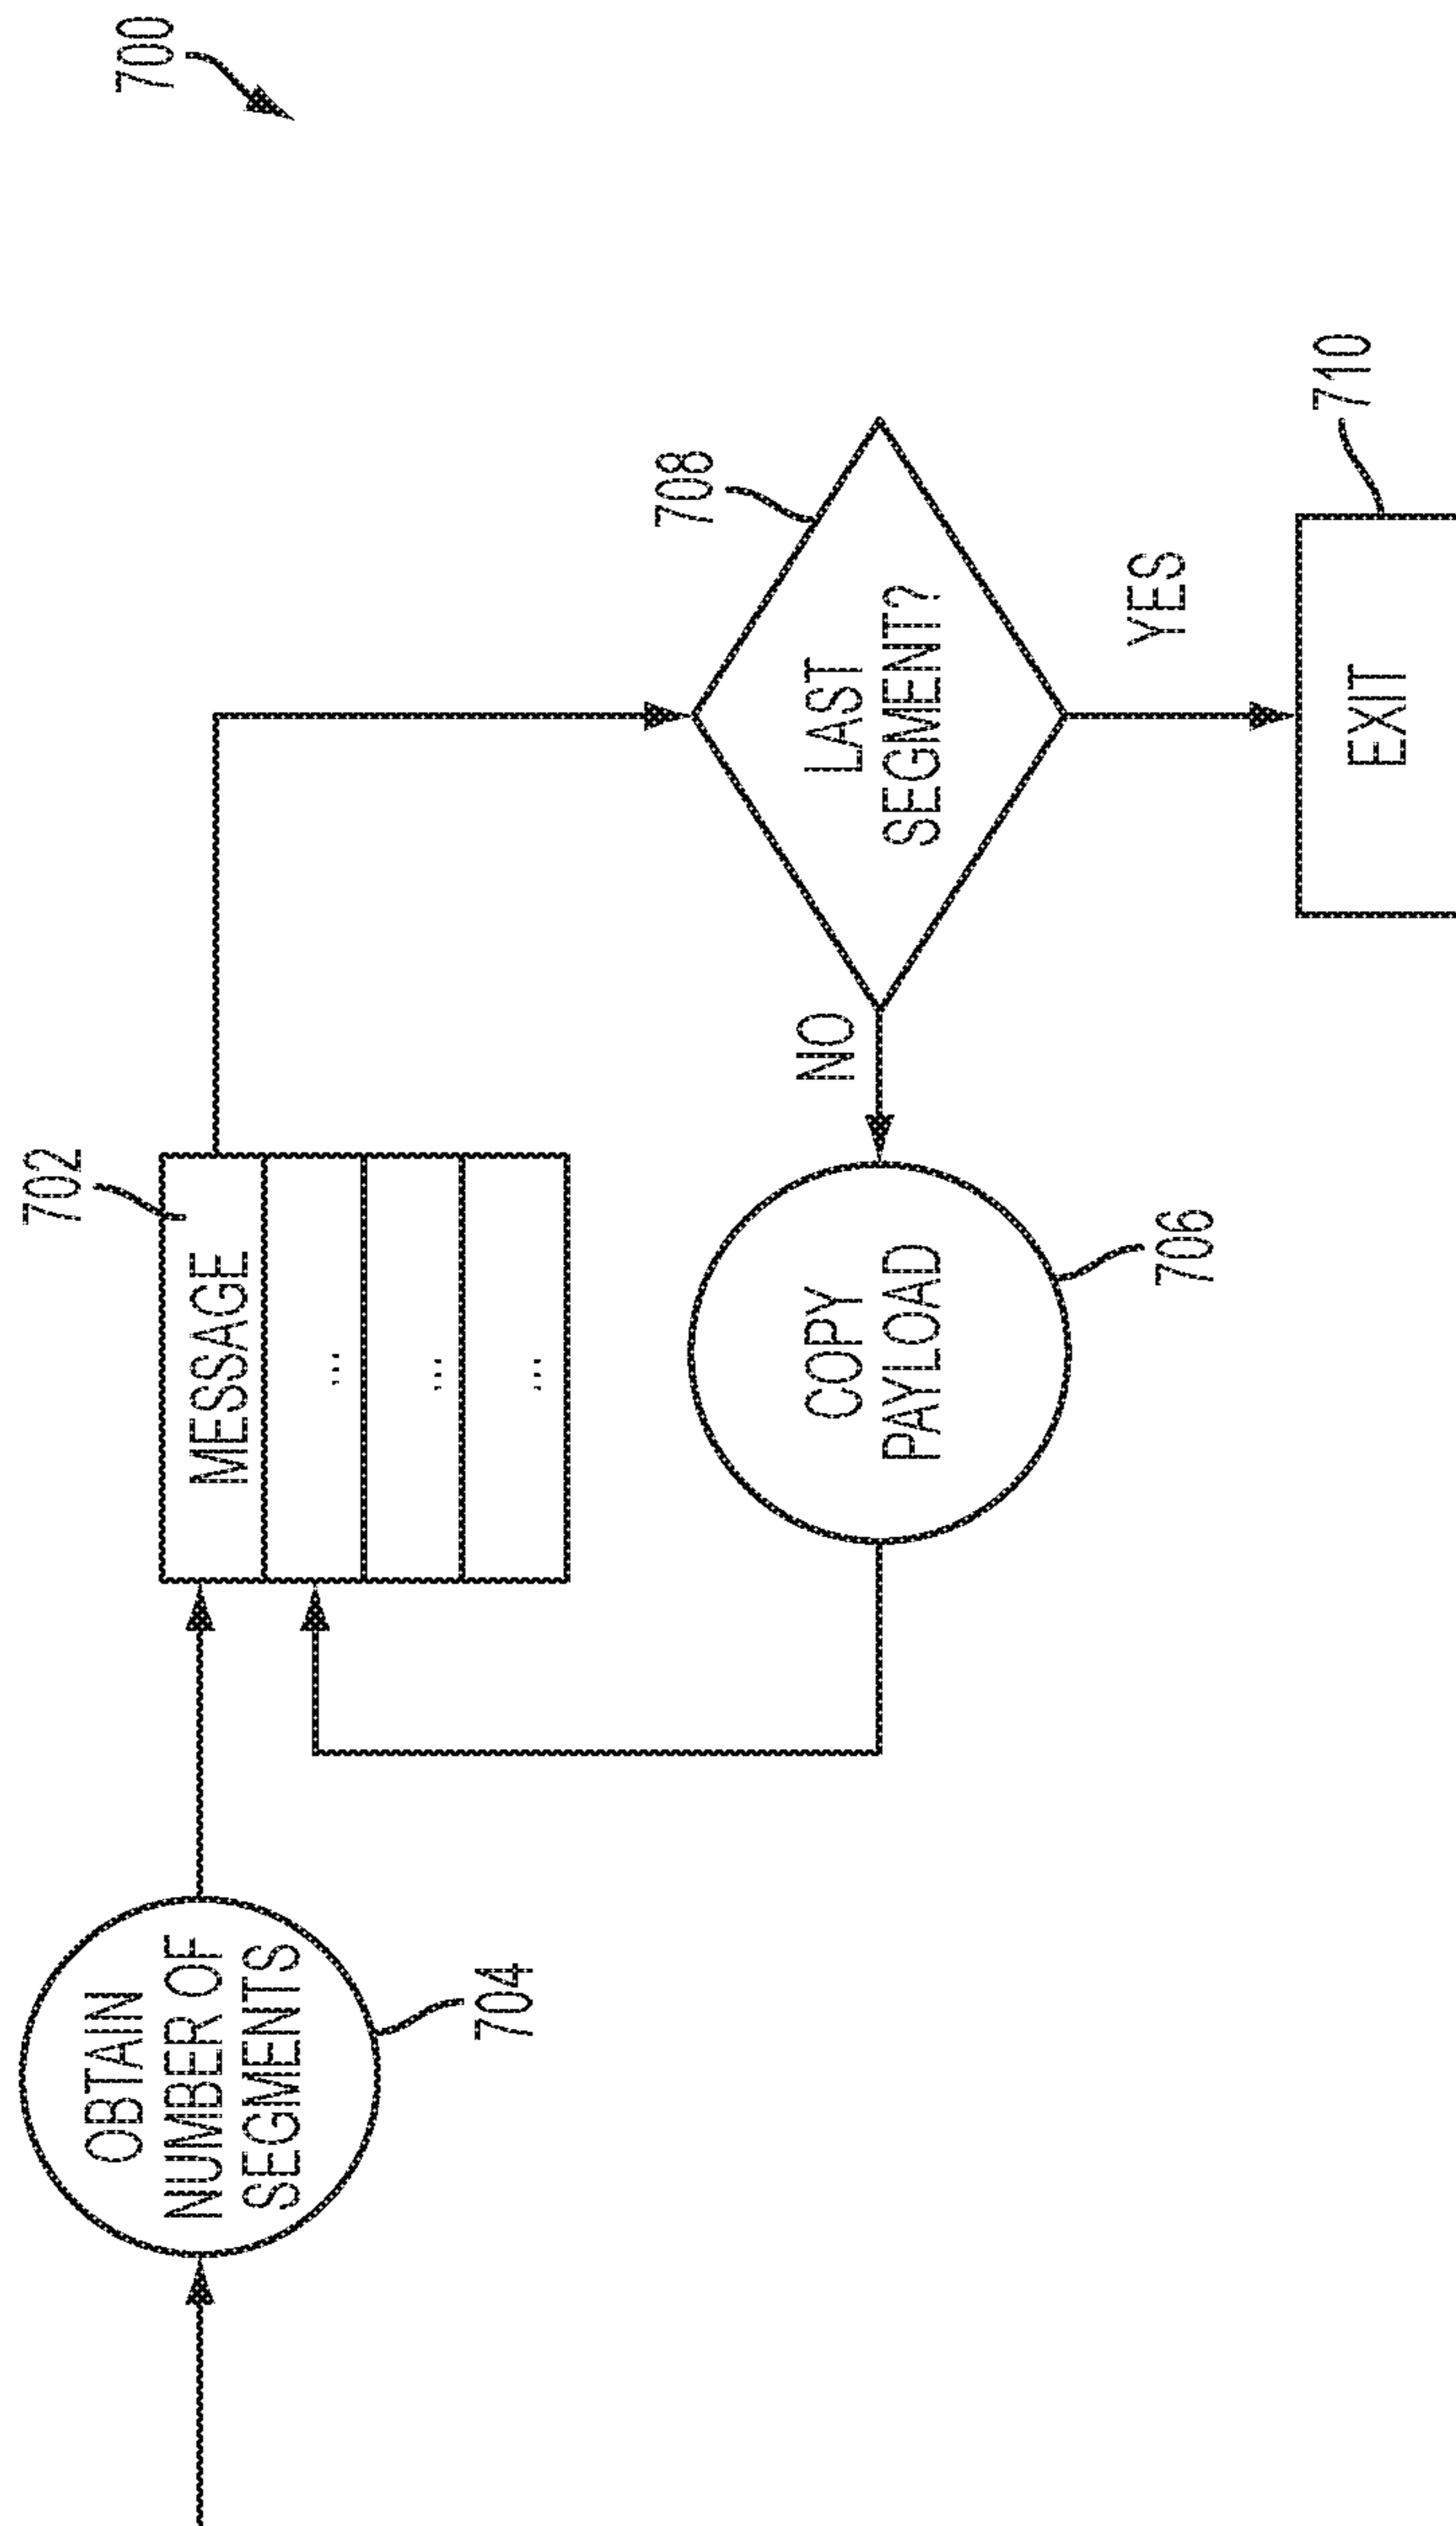 700
702
MESSAGE
...
...
...
OBTAIN
NUMBER OF
SEGMENTS
704
708
LAST
SEGMENT?
NO
YES
COPY
PAYLOAD
706
710
EXIT